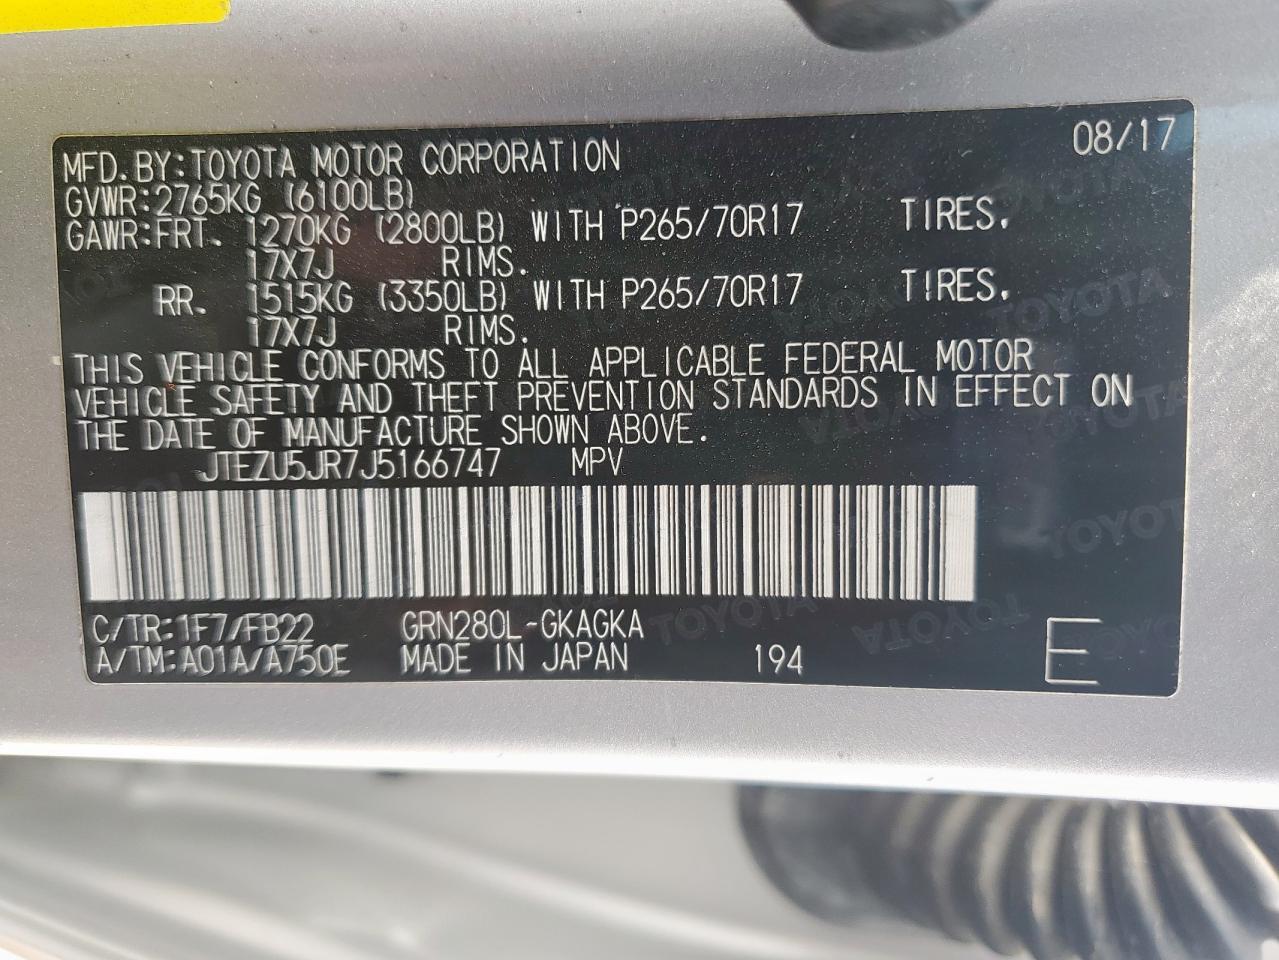 08/17
MFD. BY: TOYOTA MOTOR CORPORATION
GVWR: 2765KG (6100LB)
GAWR: FRT. 1270KG (2800LB) WITH P265/70R17 TIRES.
17X7J RIMS.
RR. 1515KG (3350LB) WITH P265/70R17 TIRES.
17X7J RIMS.
THIS VEHICLE CONFORMS TO ALL APPLICABLE FEDERAL MOTOR
VEHICLE SAFETY AND THEFT PREVENTION STANDARDS IN EFFECT ON
THE DATE OF MANUFACTURE SHOWN ABOVE.
JTEZU5JR7J5166747 MPV
C/TR: 1F7/FB22 GRN280L-GKAGKA
A/TM: A01A/A750E MADE IN JAPAN 194 E